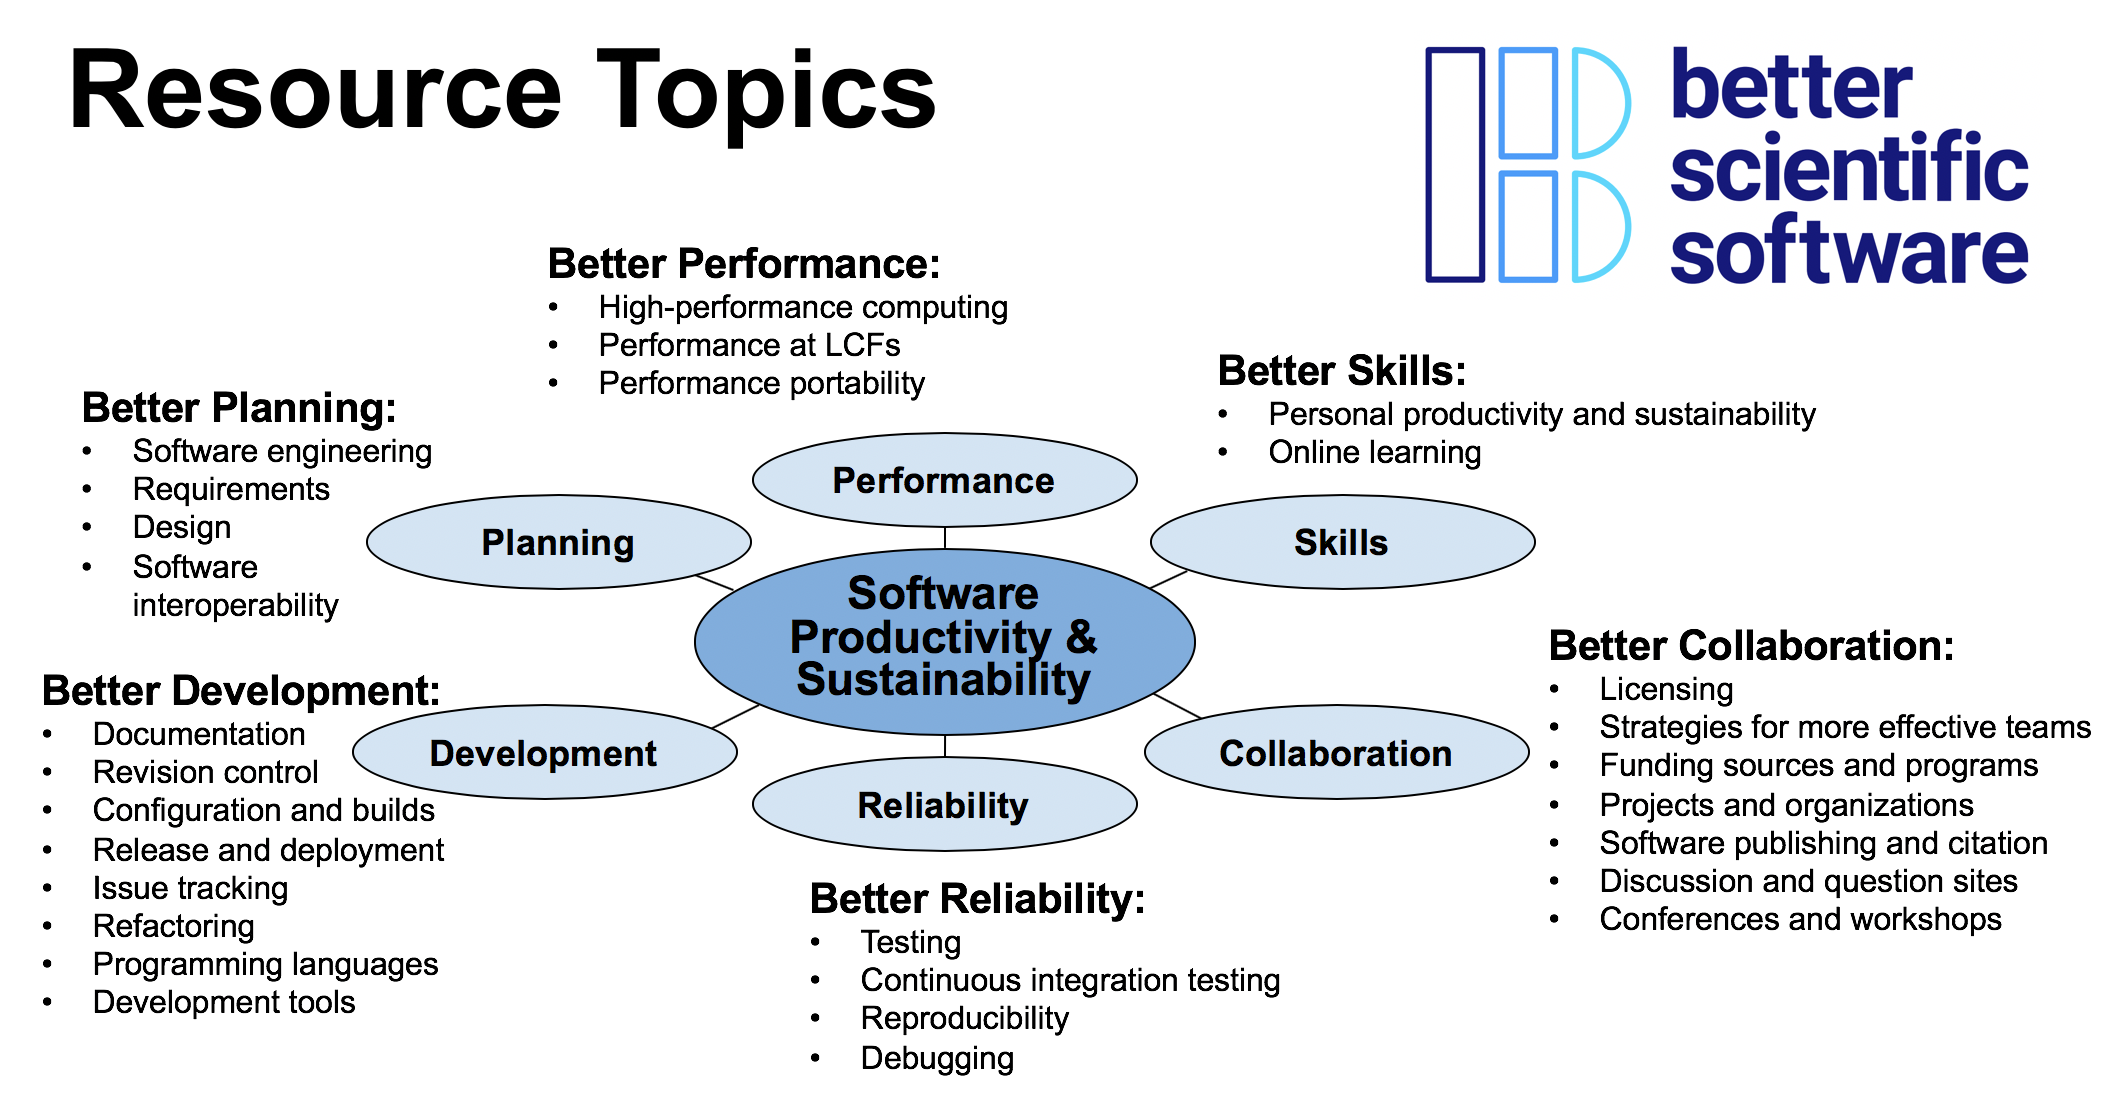 Resource Topics
better
scientific
software
Better Performance:
• High-performance computing
• Performance at LCFs
• Performance portability
Better Skills:
• Personal productivity and sustainability
• Online learning
Better Planning:
• Software engineering
• Requirements
• Design
• Software
interoperability
Performance
Planning
Skills
Software
Productivity &
Sustainability
Better Development:
• Documentation
• Revision control
• Configuration and builds
• Release and deployment
• Issue tracking
• Refactoring
• Programming languages
• Development tools
Development
Reliability
Collaboration
Better Collaboration:
• Licensing
• Strategies for more effective teams
• Funding sources and programs
• Projects and organizations
• Software publishing and citation
• Discussion and question sites
• Conferences and workshops
Better Reliability:
• Testing
• Continuous integration testing
• Reproducibility
• Debugging